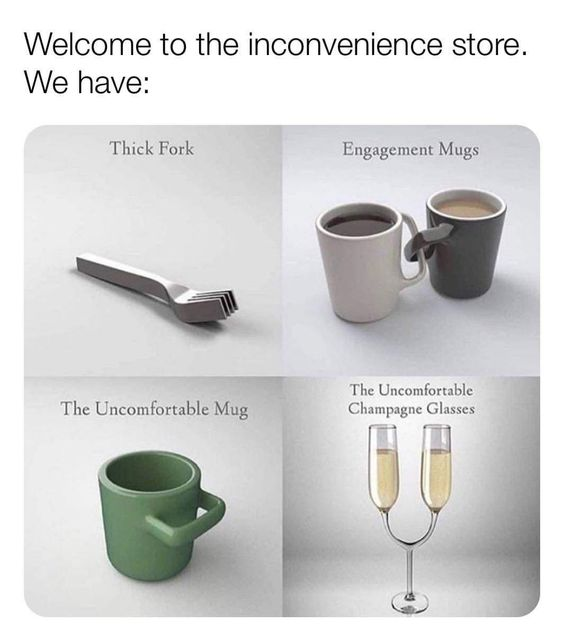 Welcome to the inconvenience store.
We have:
Thick Fork
Engagement Mugs
The Uncomfortable Mug
The Uncomfortable
Champagne Glasses